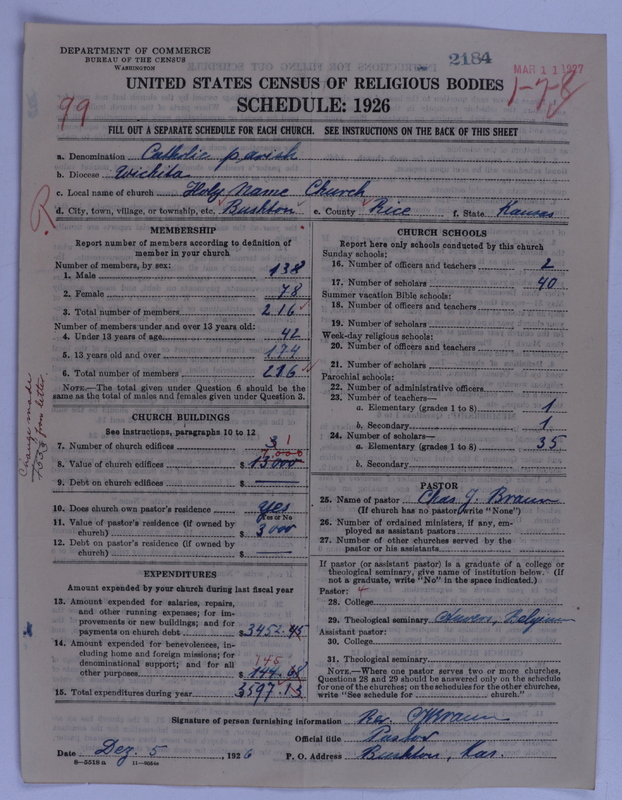 DEPARTMENT OF COMMERCE
BUREAU OF THE CENSUS
WASHINGTON
2184
MAR 11 1927
1-7-8
99
UNITED STATES CENSUS OF RELIGIOUS BODIES
SCHEDULE: 1926
FILL OUT A SEPARATE SCHEDULE FOR EACH CHURCH. SEE INSTRUCTIONS ON THE BACK OF THIS SHEET
a. Denomination Catholic parish
b. Diocese Wichita
c. Local name of church Holy Name Church
d. City, town, village, or township, etc. Bushton e. County Rice f. State Kansas
MEMBERSHIP
Report number of members according to definition of
member in your church
Number of members, by sex:
1. Male 138
2. Female 78
3. Total number of members 216
Number of members under and over 13 years old:
4. Under 13 years of age 42
5. 13 years old and over 174
6. Total number of members 216
NOTE.—The total given under Question 6 should be
same as the total of males and females given under Question 3.
CHURCH BUILDINGS
See instructions, paragraphs 10 to 12
7. Number of church edifices 3 1
8. Value of church edifices $ 15000
9. Debt on church edifices $
10. Does church own pastor's residence Yes
Yes or No
11. Value of pastor's residence (if owned by
church) $ 3000
12. Debt on pastor's residence (if owned by
church) $
EXPENDITURES
Amount expended by your church during last fiscal year
13. Amount expended for salaries, repairs,
and other running expenses; for im-
provements or new buildings; and for
payments on church debt $ 3452.45
14. Amount expended for benevolences, in-
cluding home and foreign missions; for
denominational support; and for all
other purposes $ 144.68
145
15. Total expenditures during year 3597.13
Change made
from letter
CHURCH SCHOOLS
Report here only schools conducted by this church
Sunday schools:
16. Number of officers and teachers 2
17. Number of scholars 40
Summer vacation Bible schools:
18. Number of officers and teachers
19. Number of scholars
Week-day religious schools:
20. Number of officers and teachers
21. Number of scholars
Parochial schools:
22. Number of administrative officers
23. Number of teachers—
a. Elementary (grades 1 to 8) 1
b. Secondary 1
24. Number of scholars—
a. Elementary (grades 1 to 8) 35
b. Secondary
PASTOR
25. Name of pastor Chas. J. Braun
(If church has no pastor, write "None")
26. Number of ordained ministers, if any, em-
ployed as assistant pastors
27. Number of other churches served by the
pastor or his assistants
If pastor (or assistant pastor) is a graduate of a college or
theological seminary, give name of institution below. (If
not a graduate, write "No" in the space indicated.)
Pastor:
28. College
29. Theological seminary Belgium
Assistant pastor:
30. College
31. Theological seminary
NOTE.—Where one pastor serves two or more churches,
Questions 28 and 29 should be answered only on the schedule
for one of the churches; on the schedules for the other churches,
write "See schedule for church."
Signature of person furnishing information Rev. CJBraun
Official title Pastor
Date Dez. 5, 1926 P. O. Address Bushton, Kas.
8-5518a 11-9051a